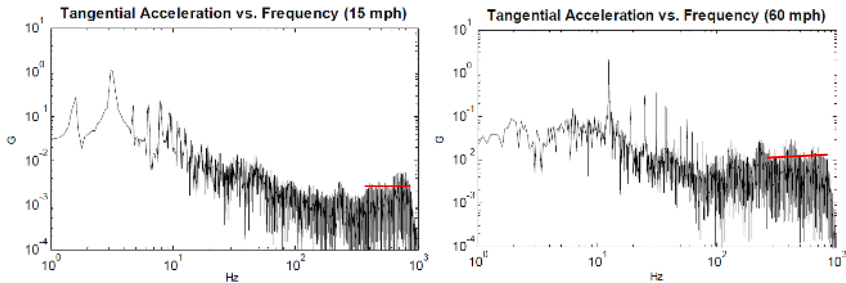 Tangential Acceleration vs. Frequency (15 mph)
10^1
10^0
10^-1
10^-2
10^-3
10^-4
G
10^0 10^1 10^2 10^3
Hz
Tangential Acceleration vs. Frequency (60 mph)
10^1
10^0
10^-1
10^-2
10^-3
10^-4
G
10^0 10^1 10^2 10^3
Hz